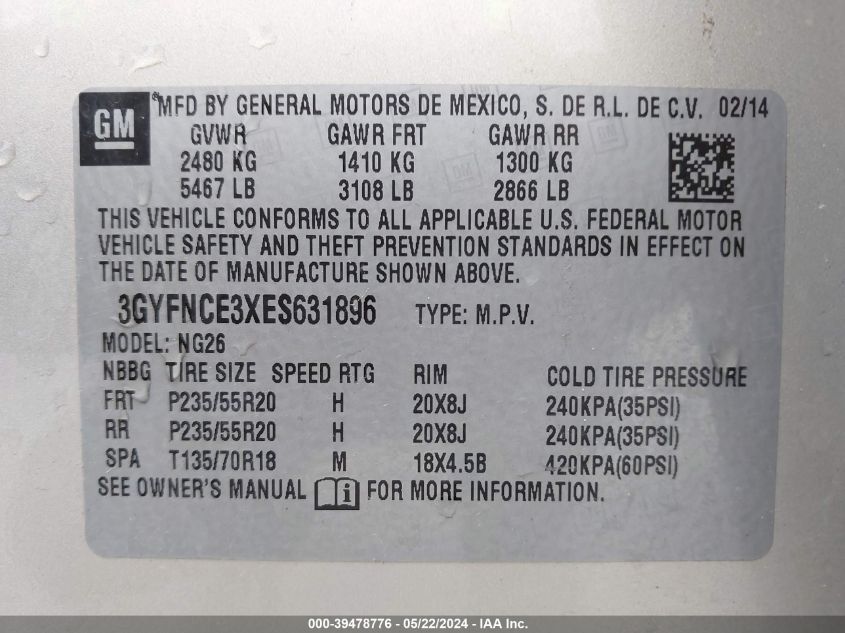 GM
MFD BY GENERAL MOTORS DE MEXICO, S. DE R.L. DE C.V. 02/14
GVWR GAWR FRT GAWR RR
2480 KG 1410 KG 1300 KG
5467 LB 3108 LB 2866 LB
THIS VEHICLE CONFORMS TO ALL APPLICABLE U.S. FEDERAL MOTOR
VEHICLE SAFETY AND THEFT PREVENTION STANDARDS IN EFFECT ON
THE DATE OF MANUFACTURE SHOWN ABOVE.
3GYFNCE3XES631896 TYPE: M.P.V.
MODEL: NG26
NBBG TIRE SIZE SPEED RTG RIM COLD TIRE PRESSURE
FRT P235/55R20 H 20X8J 240KPA(35PSI)
RR P235/55R20 H 20X8J 240KPA(35PSI)
SPA T135/70R18 M 18X4.5B 420KPA(60PSI)
SEE OWNER'S MANUAL FOR MORE INFORMATION.
000-39478776 - 05/22/2024 - IAA Inc.